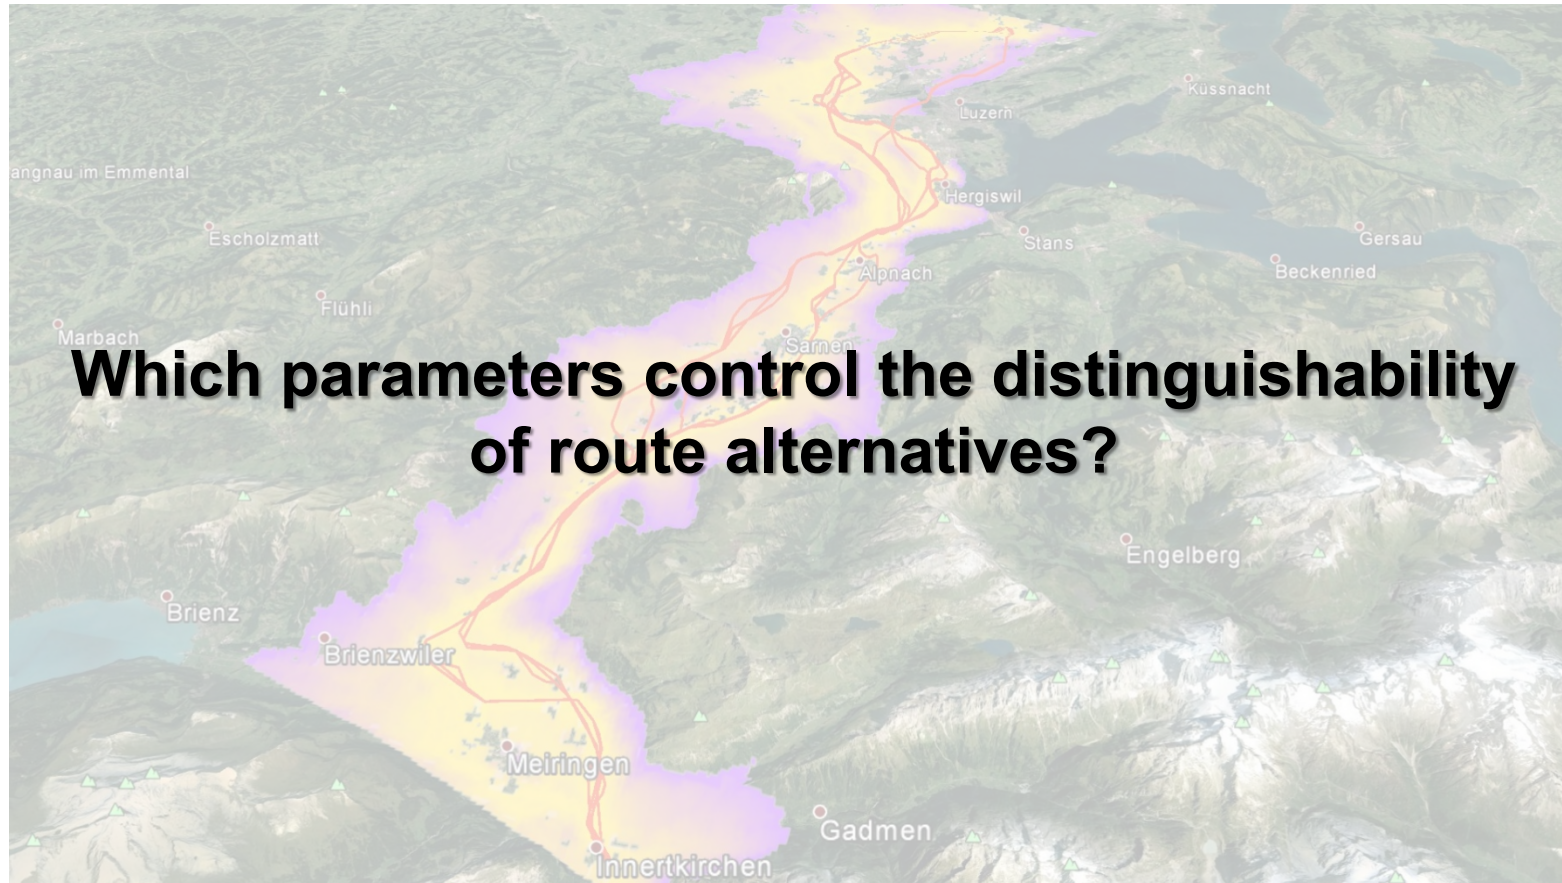 Küssnacht
Luzern
angnau im Emmental
Hergiswil
Escholzmatt
Stans
Gersau
Alpnach
Beckenried
Flühli
Marbach
Sarnen
Which parameters control the distinguishability
of route alternatives?
Engelberg
Brienz
Brienzwiler
Meiringen
Gadmen
Innertkirchen